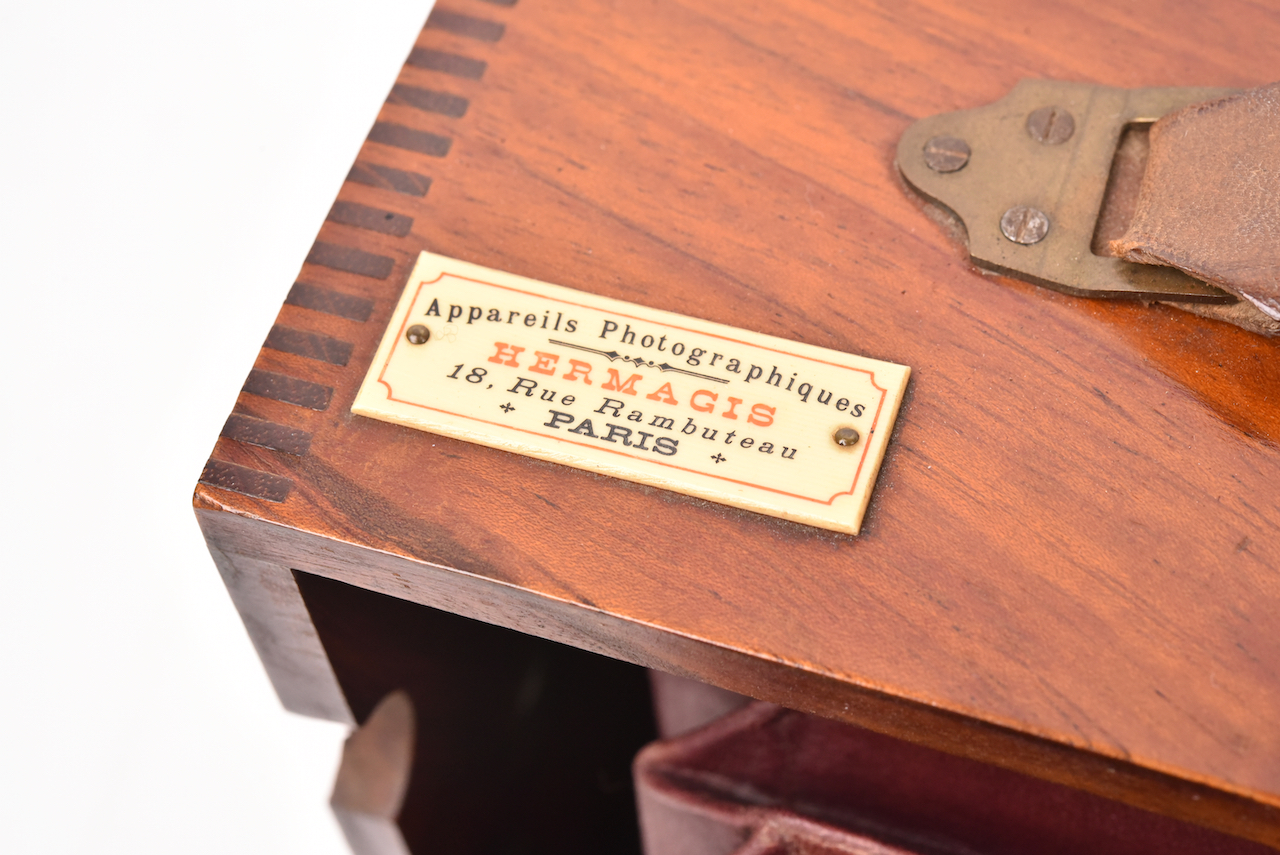 Appareils Photographiques
HERMAGIS
18, Rue Rambuteau
PARIS